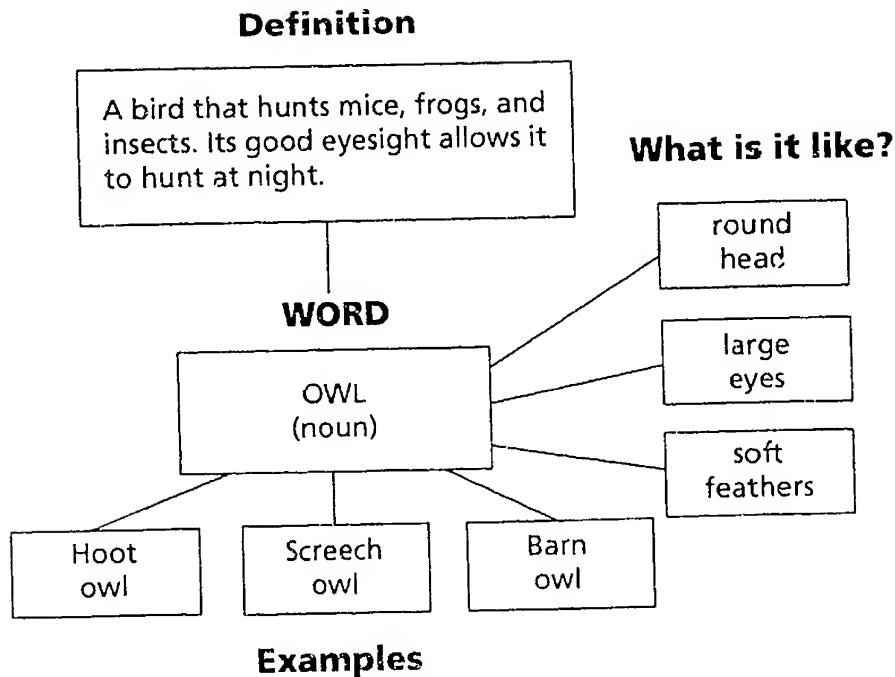 Definition
A bird that hunts mice, frogs, and
insects. Its good eyesight allows it
to hunt at night.
What is it like?
round
head
large
eyes
soft
feathers
WORD
OWL
(noun)
Hoot
owl
Screech
owl
Barn
owl
Examples